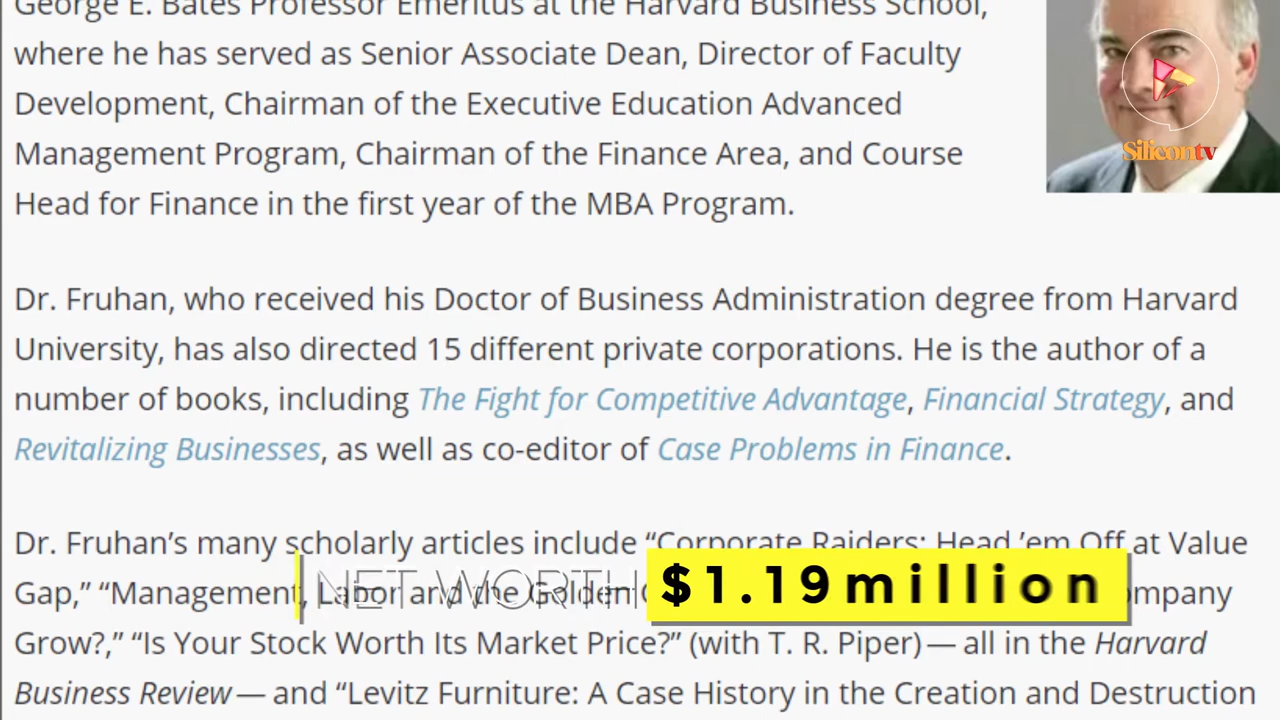 George E. Bates Professor Emeritus at the Harvard Business School,
where he has served as Senior Associate Dean, Director of Faculty
Development, Chairman of the Executive Education Advanced
Management Program, Chairman of the Finance Area, and Course
Head for Finance in the first year of the MBA Program.
Silicontv
Dr. Fruhan, who received his Doctor of Business Administration degree from Harvard
University, has also directed 15 different private corporations. He is the author of a
number of books, including The Fight for Competitive Advantage, Financial Strategy, and
Revitalizing Businesses, as well as co-editor of Case Problems in Finance.
Dr. Fruhan’s many scholarly articles include “Corporate Raiders: Head ’em Off at Value
Gap,” “Management, Labor and the Golden
NET WORTH $1.19million
Grow?,” “Is Your Stock Worth Its Market Price?” (with T. R. Piper) — all in the Harvard
Business Review — and “Levitz Furniture: A Case History in the Creation and Destruction